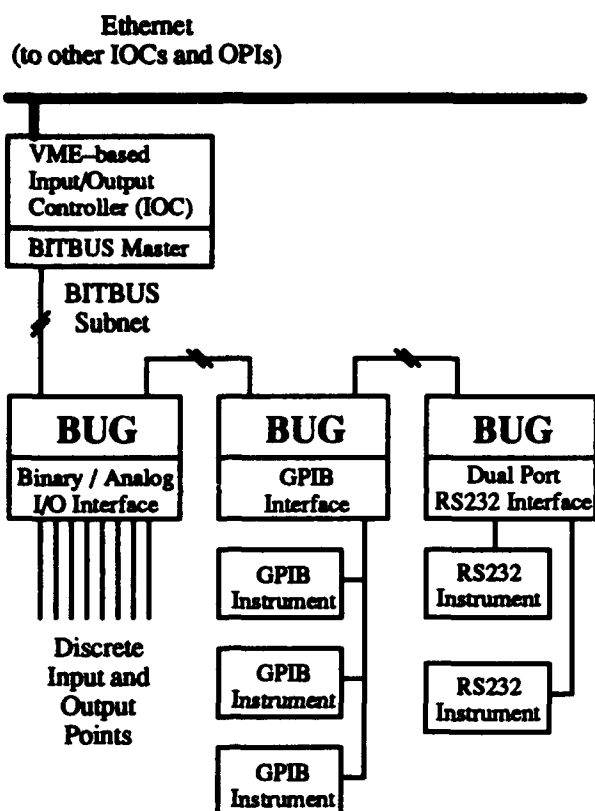 Ethernet
(to other IOCs and OPIs)
VME–based
Input/Output
Controller (IOC)
BITBUS Master
BITBUS
Subnet
BUG
Binary / Analog
I/O Interface
BUG
GPIB
Interface
BUG
Dual Port
RS232 Interface
GPIB
Instrument
RS232
Instrument
Discrete
Input and
Output
Points
GPIB
Instrument
RS232
Instrument
GPIB
Instrument